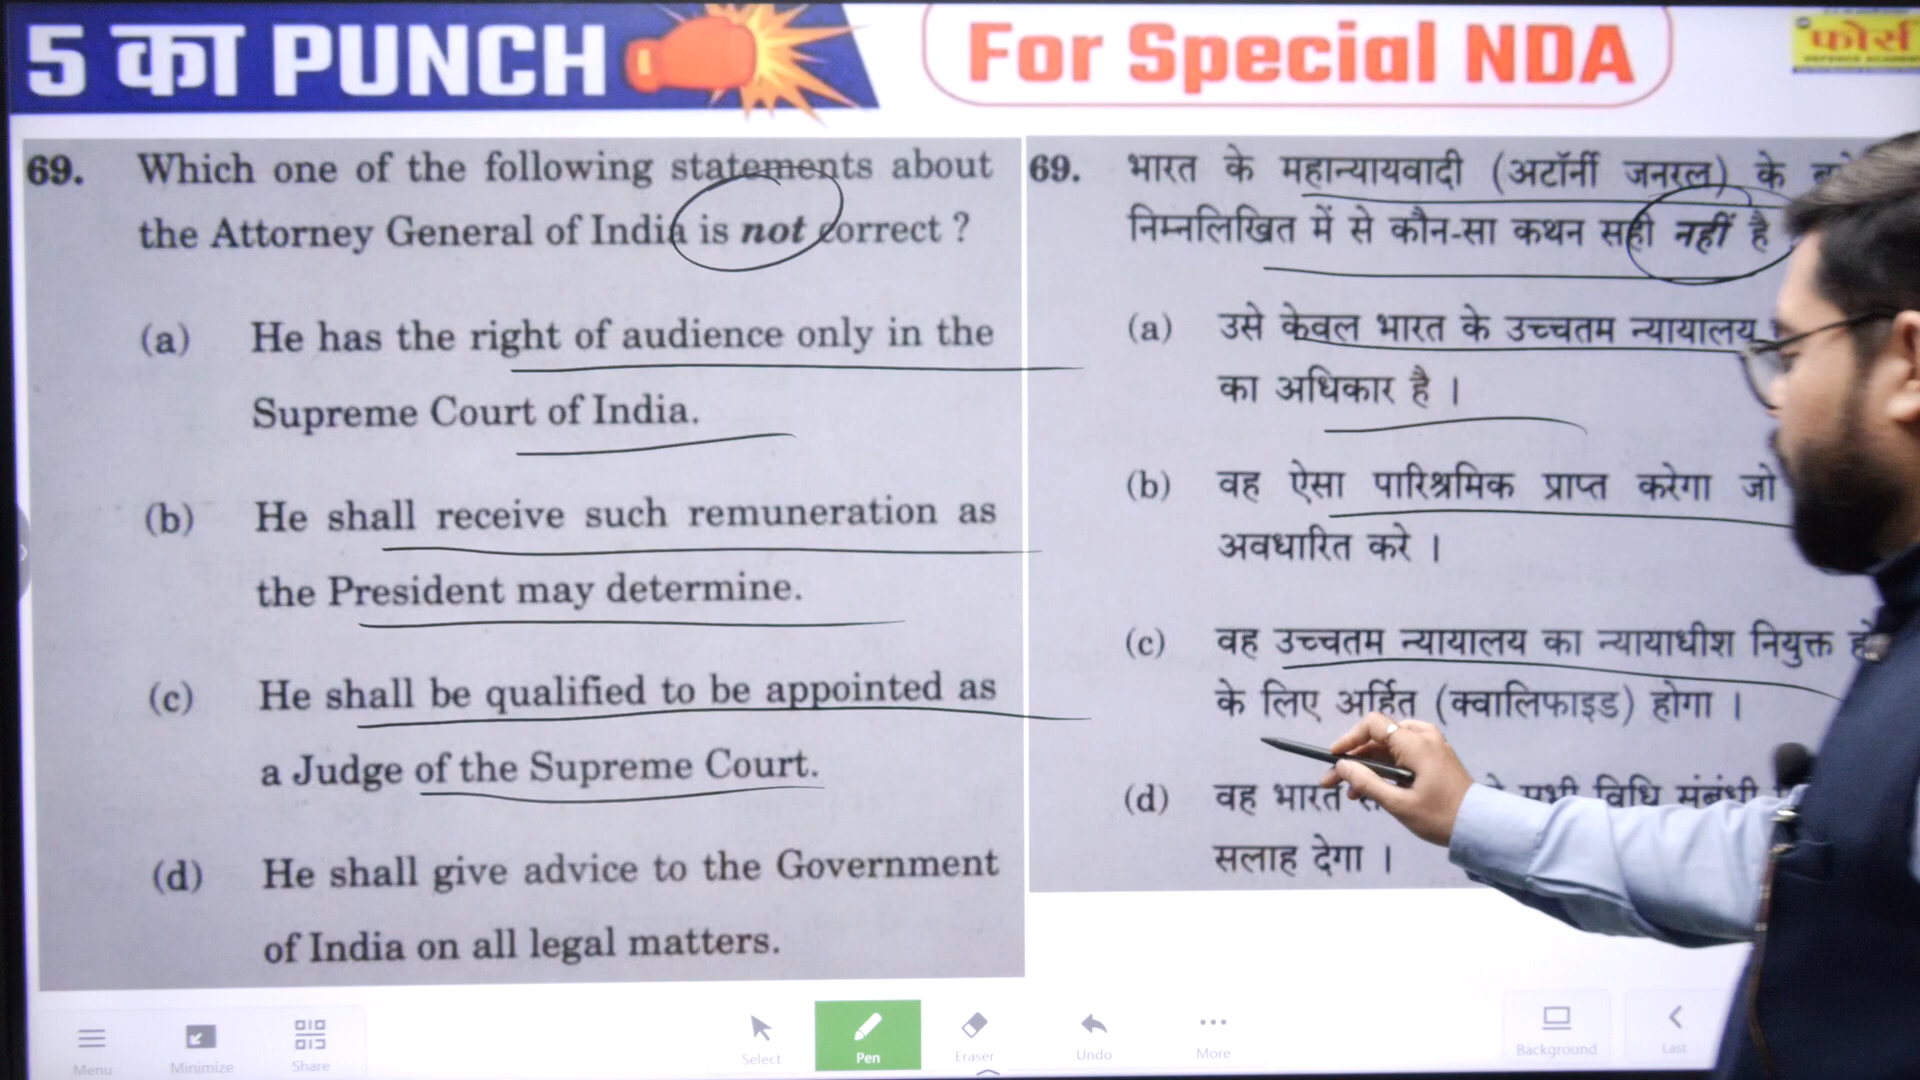 5 का PUNCH
For Special NDA
फोर्स
69. Which one of the following statements about
the Attorney General of India is not correct ?
(a) He has the right of audience only in the
Supreme Court of India.
(b) He shall receive such remuneration as
the President may determine.
(c) He shall be qualified to be appointed as
a Judge of the Supreme Court.
(d) He shall give advice to the Government
of India on all legal matters.
69. भारत के महान्यायवादी (अटॉर्नी जनरल) के
निम्नलिखित में से कौन-सा कथन सही नहीं है
(a) उसे केवल भारत के उच्चतम न्यायालय
का अधिकार है ।
(b) वह ऐसा पारिश्रमिक प्राप्त करेगा जो
अवधारित करे ।
(c) वह उच्चतम न्यायालय का न्यायाधीश नियुक्त
के लिए अर्हित (क्वालिफाइड) होगा ।
(d) वह भारत विधि संबंधी
सलाह देगा ।
Menu Minimize Share Select Pen Eraser Undo More Background Last